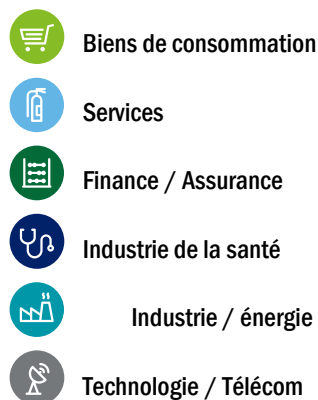 Biens de consommation
Services
Finance / Assurance
Industrie de la santé
Industrie / énergie
Technologie / Télécom